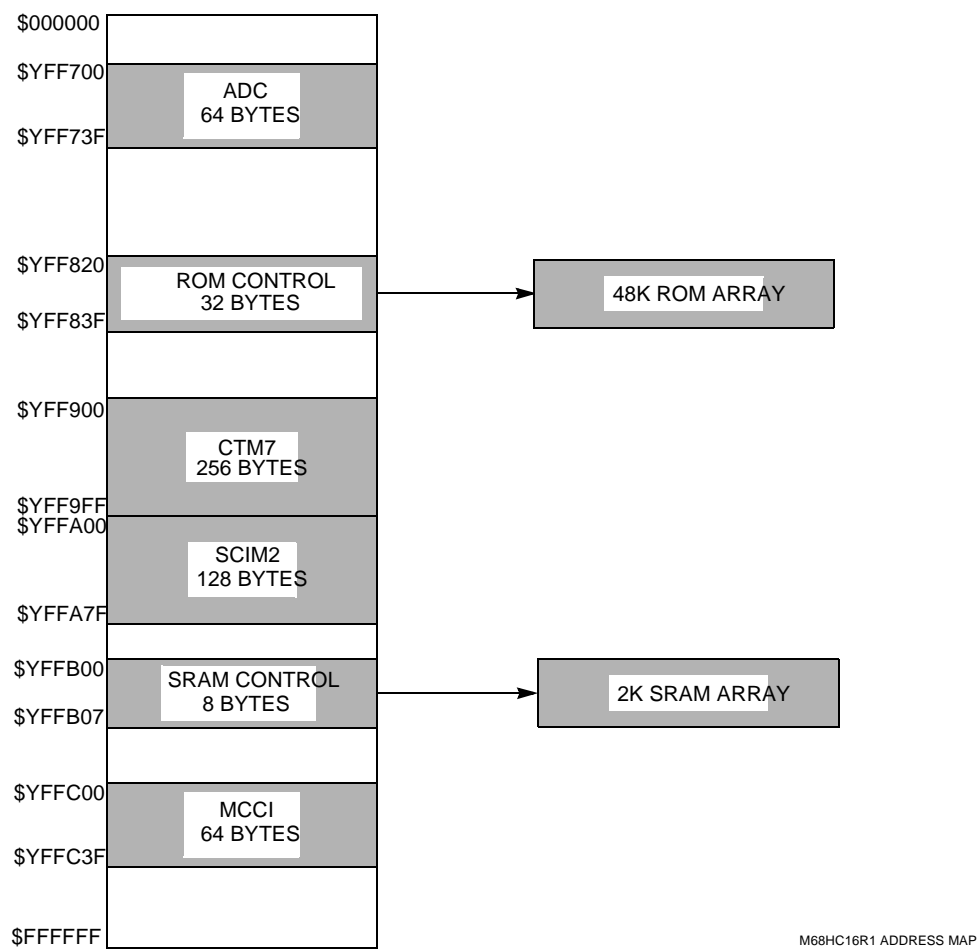 $000000
$YFF700
ADC
64 BYTES
$YFF73F
$YFF820
ROM CONTROL
32 BYTES
48K ROM ARRAY
$YFF83F
$YFF900
CTM7
256 BYTES
$YFF9FF
$YFFA00
SCIM2
128 BYTES
$YFFA7F
$YFFB00
SRAM CONTROL
8 BYTES
2K SRAM ARRAY
$YFFB07
$YFFC00
MCCI
64 BYTES
$YFFC3F
$FFFFFF
M68HC16R1 ADDRESS MAP